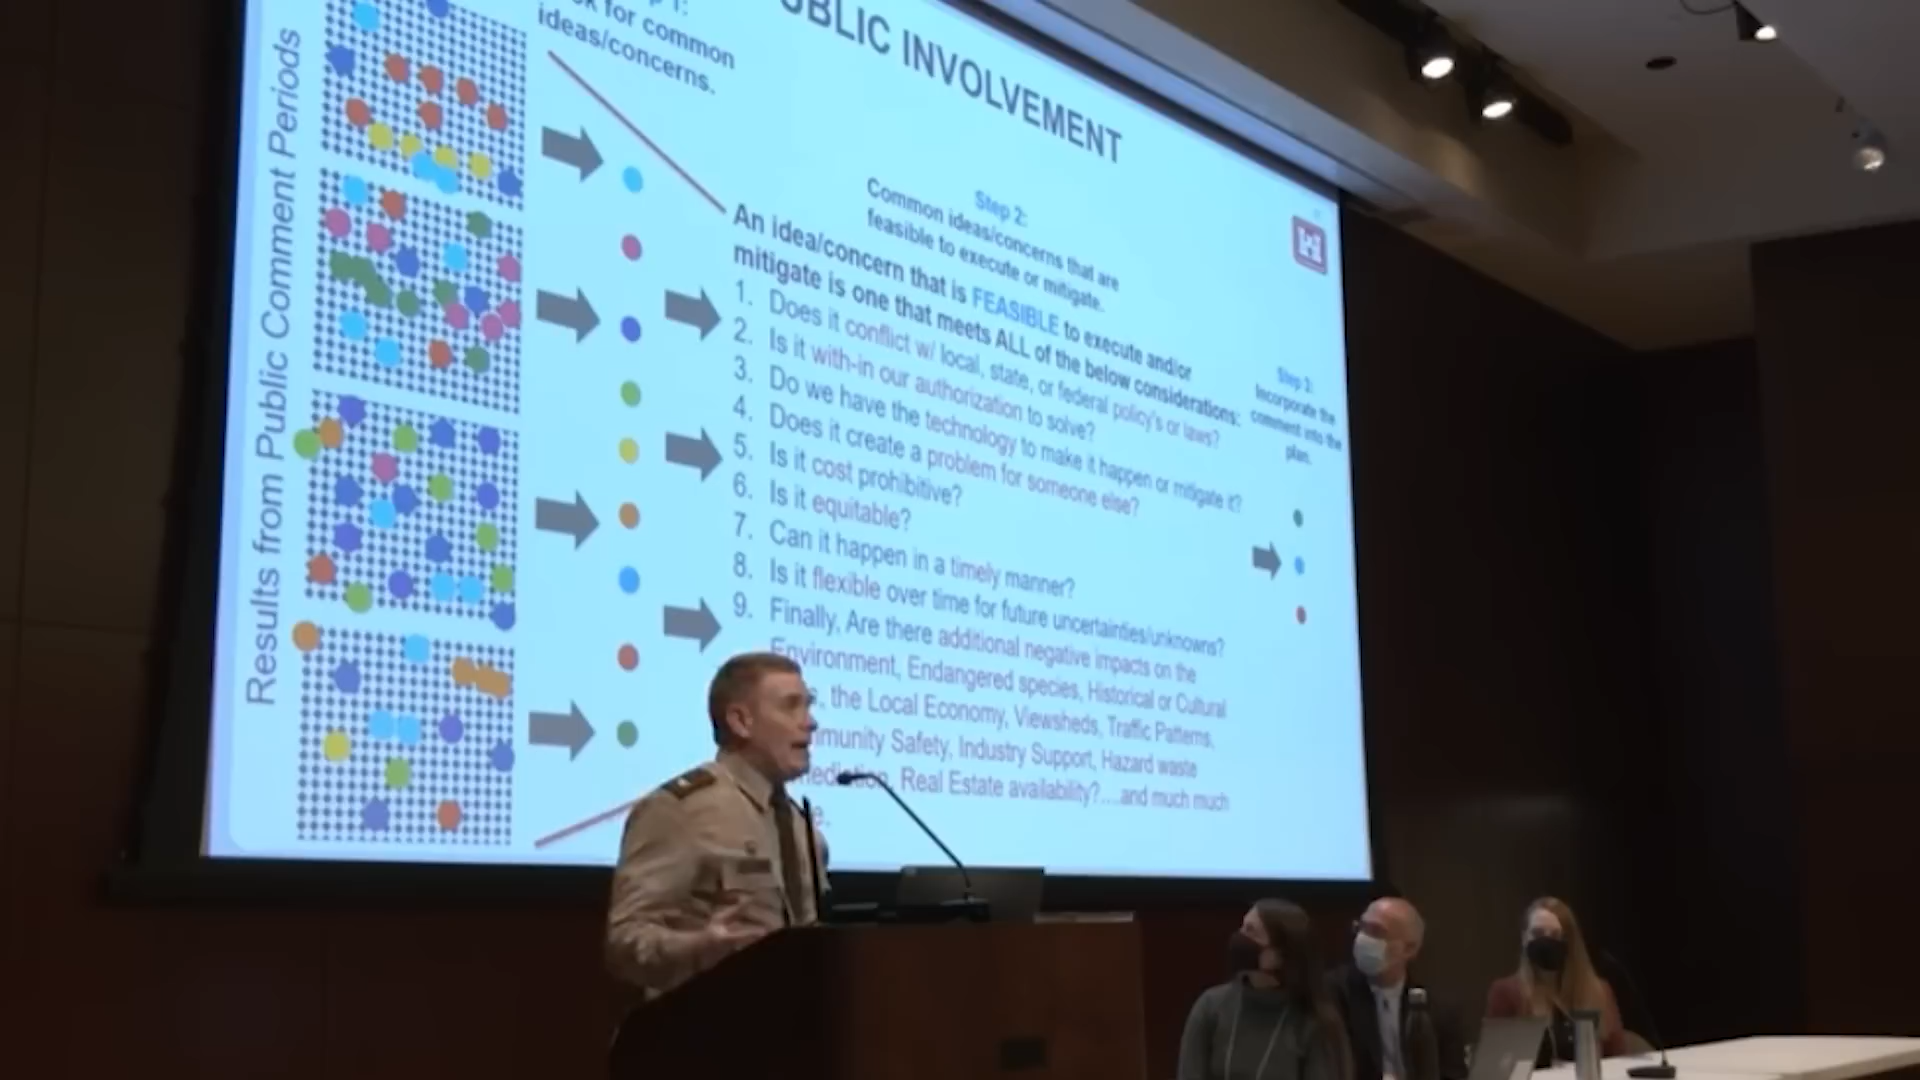 Results from Public Comment Periods
1:
for common
ideas/concerns.
PUBLIC INVOLVEMENT
Step 2:
Common ideas/concerns that are
feasible to execute or mitigate.
An idea/concern that is FEASIBLE to execute and/or
mitigate is one that meets ALL of the below considerations:
1. Does it conflict w/ local, state, or federal policy's or laws?
2. Is it with-in our authorization to solve?
3. Do we have the technology to make it happen or mitigate it?
4. Does it create a problem for someone else?
5. Is it cost prohibitive?
6. Is it equitable?
7. Can it happen in a timely manner?
8. Is it flexible over time for future uncertainties/unknowns?
9. Finally, Are there additional negative impacts on the
Environment, Endangered species, Historical or Cultural
the Local Economy, Viewsheds, Traffic Patterns,
Community Safety, Industry Support, Hazard waste
Real Estate availability?....and much much
Step 3:
Incorporate the
comment into the
plan.